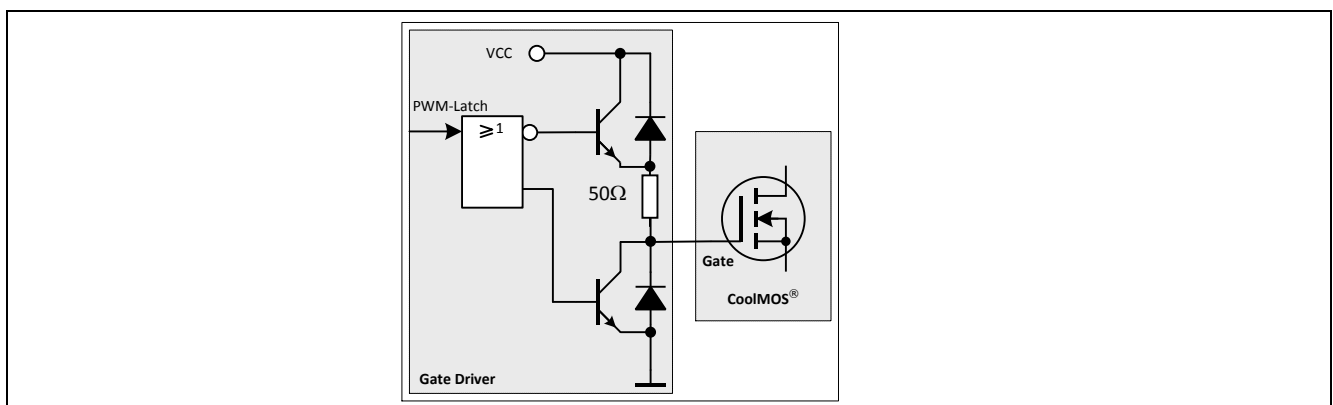 VCC
PWM-Latch
≥1
50Ω
Gate
CoolMOS®
Gate Driver